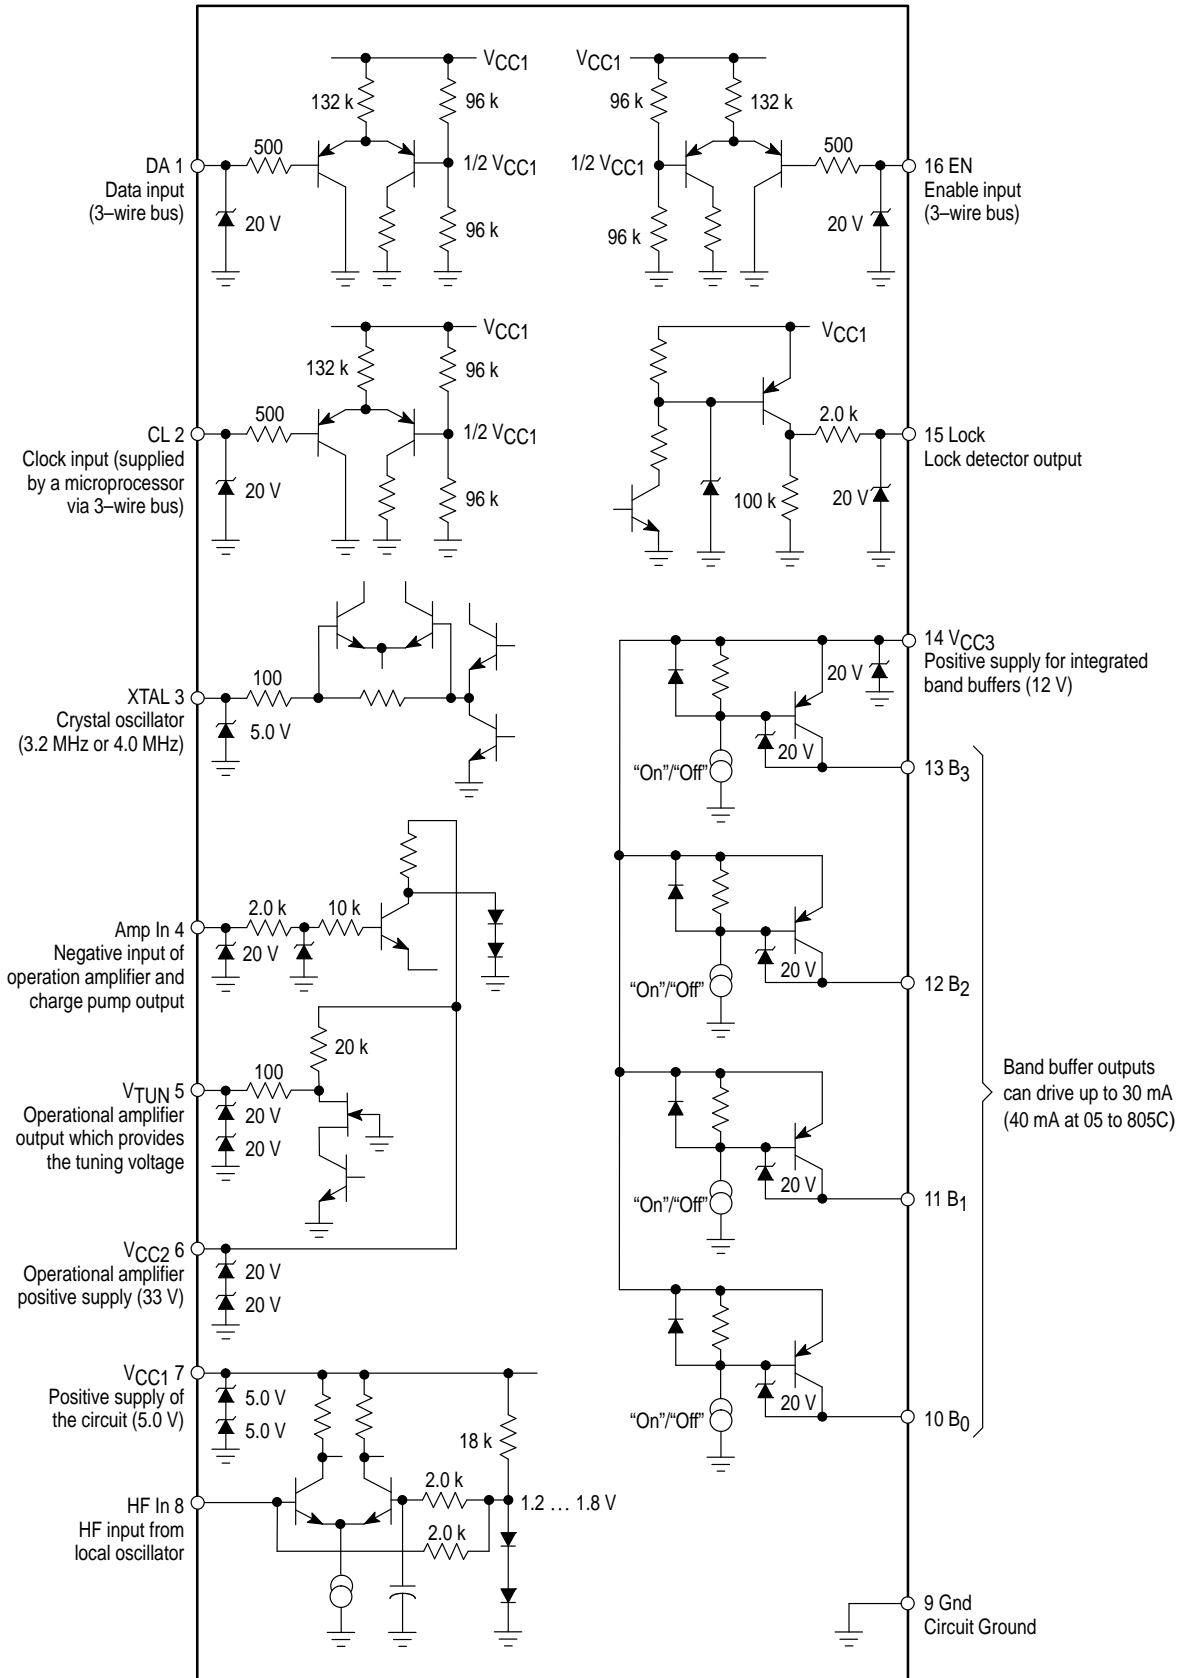 VCC1
132 k
96 k
500
DA 1
Data input
(3–wire bus)
20 V
1/2 VCC1
96 k
VCC1
96 k
132 k
1/2 VCC1
500
16 EN
Enable input
(3–wire bus)
96 k
20 V
VCC1
132 k
96 k
500
CL 2
Clock input (supplied
by a microprocessor
via 3–wire bus)
20 V
1/2 VCC1
96 k
VCC1
2.0 k
15 Lock
Lock detector output
100 k
20 V
100
XTAL 3
Crystal oscillator
(3.2 MHz or 4.0 MHz)
5.0 V
14 VCC3
Positive supply for integrated
band buffers (12 V)
20 V
20 V
“On”/“Off”
13 B3
2.0 k
10 k
Amp In 4
Negative input of
operation amplifier and
charge pump output
20 V
20 V
“On”/“Off”
12 B2
20 k
100
VTUN 5
Operational amplifier
output which provides
the tuning voltage
20 V
20 V
Band buffer outputs
can drive up to 30 mA
(40 mA at 05 to 805C)
20 V
“On”/“Off”
11 B1
VCC2 6
Operational amplifier
positive supply (33 V)
20 V
20 V
VCC1 7
Positive supply of
the circuit (5.0 V)
5.0 V
5.0 V
18 k
20 V
“On”/“Off”
10 B0
HF In 8
HF input from
local oscillator
2.0 k
1.2 … 1.8 V
2.0 k
9 Gnd
Circuit Ground